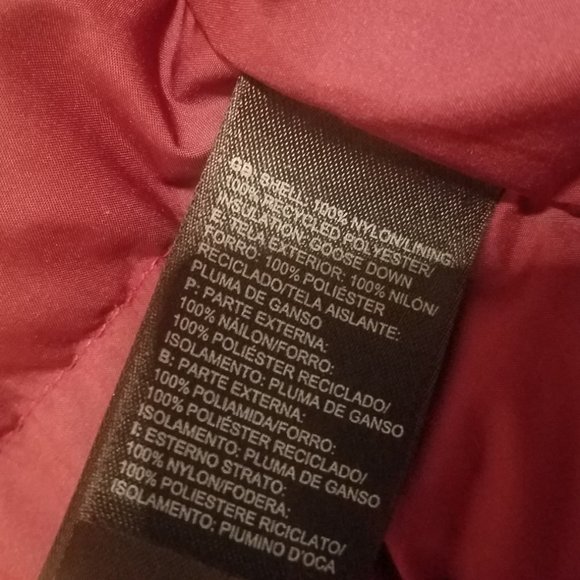 GB: SHELL: 100% NYLON/LINING:
100% RECYCLED POLYESTER/
INSULATION: GOOSE DOWN
E: TELA EXTERIOR: 100% NILÓN/
FORRO: 100% POLIÉSTER
RECICLADO/TELA AISLANTE:
PLUMA DE GANSO
P: PARTE EXTERNA:
100% NÁILON/FORRO:
100% POLIÉSTER RECICLADO/
ISOLAMENTO: PLUMA DE GANSO
B: PARTE EXTERNA:
100% POLIAMIDA/FORRO:
100% POLIÉSTER RECICLADO/
ISOLAMENTO: PLUMA DE GANSO
I: ESTERNO STRATO:
100% NYLON/FODERA:
100% POLIESTERE RICICLATO/
ISOLAMENTO: PIUMINO D'OCA